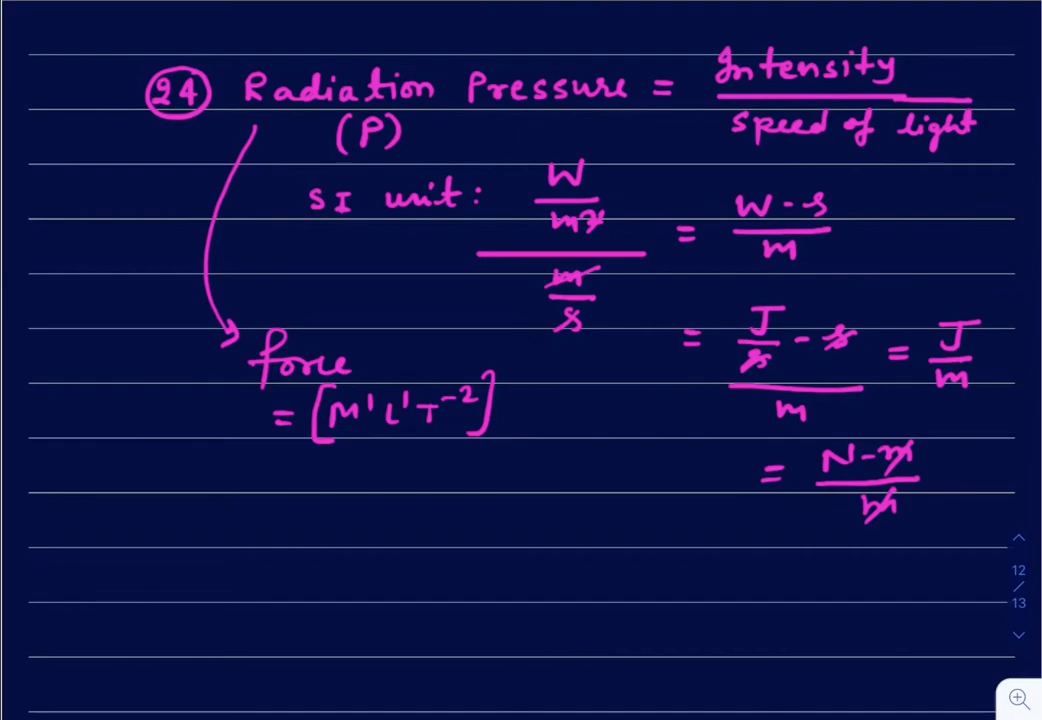 24 Radiation Pressure = Intensity / Speed of light
(P)
SI unit: W/m² / m/s = W-s/m
= J/s - s / m = J/m
force
= [M¹L¹T⁻²]
= N-m/m
12
/
13